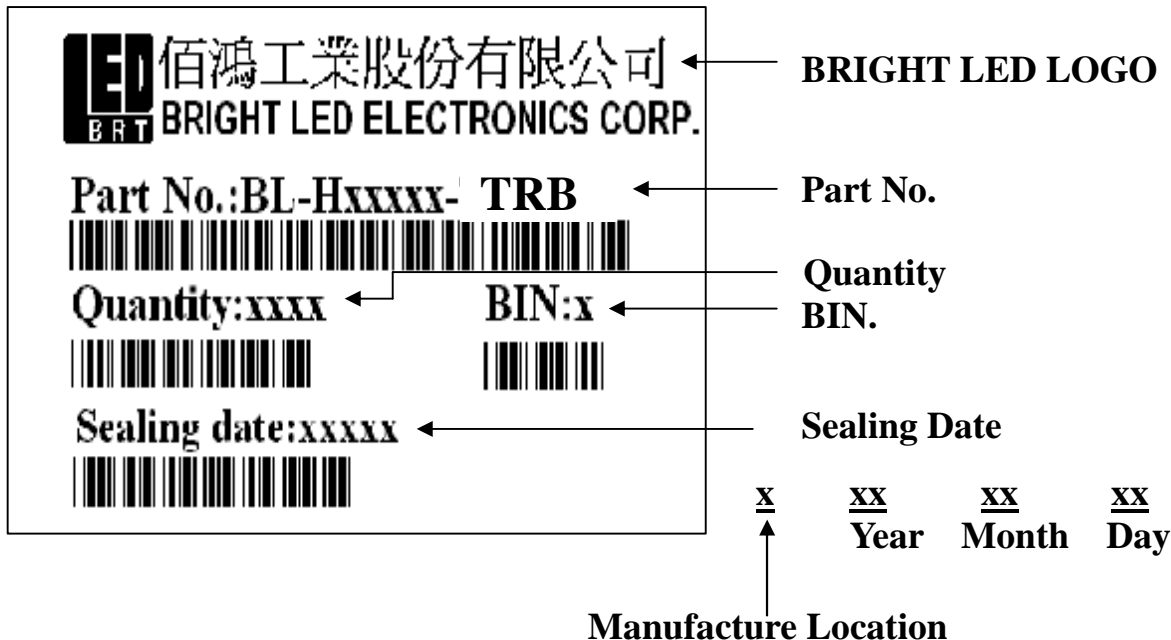 LED 佰鴻工業股份有限公司
BRT BRIGHT LED ELECTRONICS CORP.
BRIGHT LED LOGO
Part No.:BL-Hxxxxx- TRB
Part No.
Quantity:xxxx
BIN:x
Quantity
BIN.
Sealing date:xxxxx
Sealing Date
x xx xx xx
Year Month Day
Manufacture Location